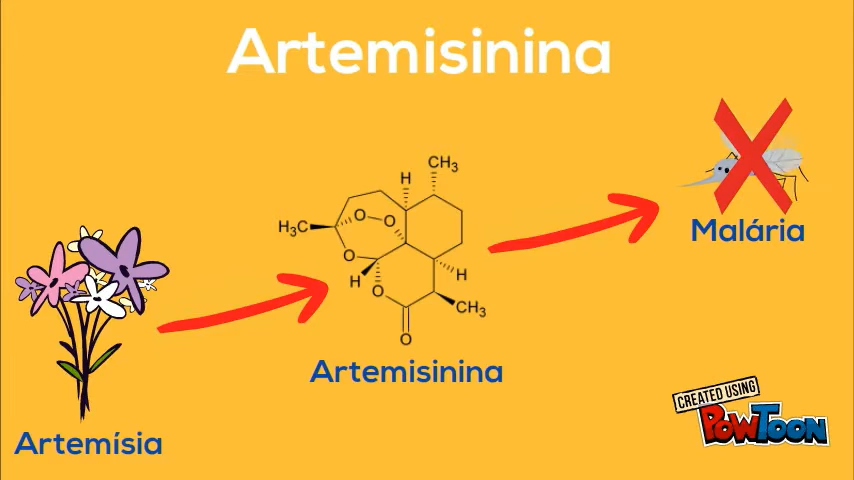 Artemisinina
CH₃
H
H₃C
O
O
O
H
H
O
CH₃
O
Malária
Artemisinina
Artemísia
CREATED USING
POWTOON